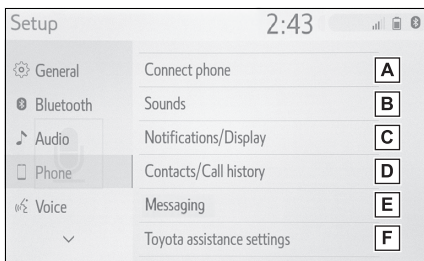 Setup 2:43
General
Connect phone A
Bluetooth
Sounds B
Audio
Notifications/Display C
Phone
Contacts/Call history D
Voice
Messaging E
Toyota assistance settings F